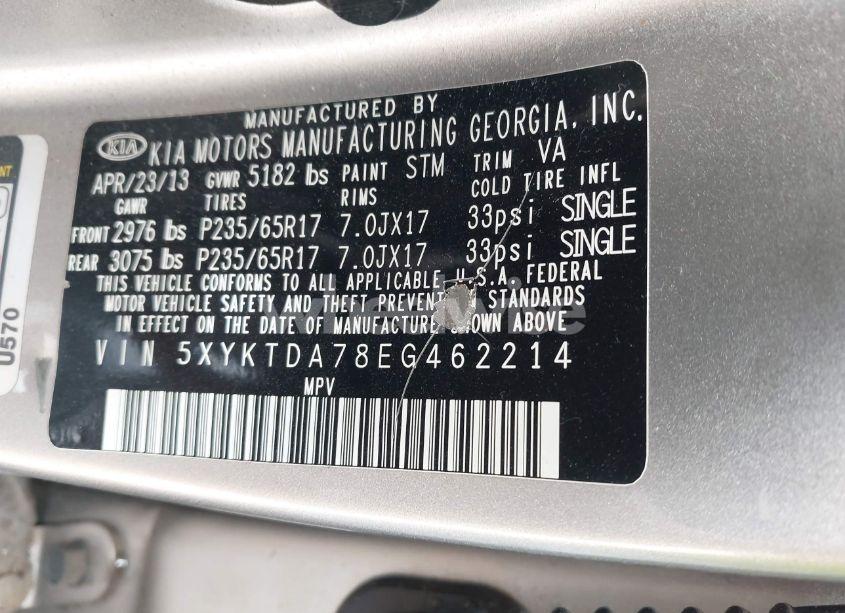 MANUFACTURED BY
KIA KIA MOTORS MANUFACTURING GEORGIA, INC.
APR/23/13 GVWR 5182 lbs PAINT STM TRIM VA
GAWR TIRES RIMS COLD TIRE INFL
FRONT 2976 lbs P235/65R17 7.0JX17 33psi SINGLE
REAR 3075 lbs P235/65R17 7.0JX17 33psi SINGLE
THIS VEHICLE CONFORMS TO ALL APPLICABLE U.S.A. FEDERAL
MOTOR VEHICLE SAFETY AND THEFT STANDARDS
IN EFFECT ON THE DATE OF MANUFACTURE ABOVE
VIN 5XYKTDA78EG462214
MPV
U570